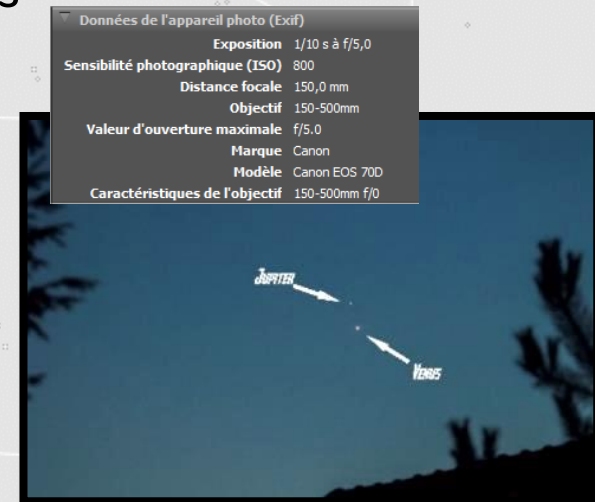 s
Données de l'appareil photo (Exif)
Exposition 1/10 s à f/5,0
Sensibilité photographique (ISO) 800
Distance focale 150,0 mm
Objectif 150-500mm
Valeur d'ouverture maximale f/5.0
Marque Canon
Modèle Canon EOS 70D
Caractéristiques de l'objectif 150-500mm f/0
JUPITER
VENUS